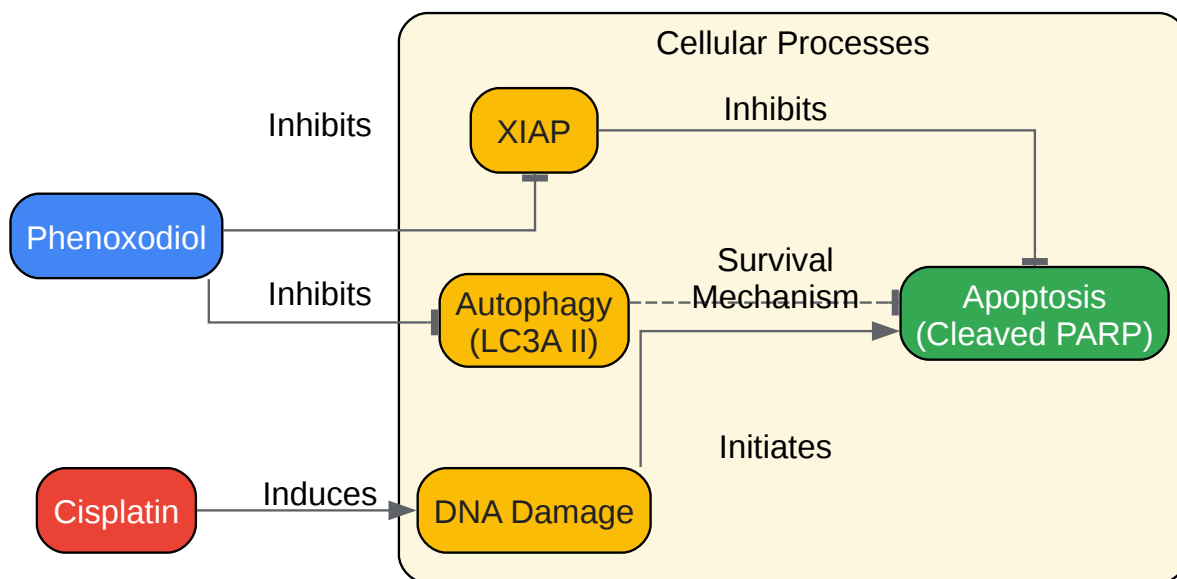 Cellular Processes
Inhibits
XIAP
Inhibits
Phenoxodiol
Inhibits
Autophagy
(LC3A II)
Survival
Mechanism
Apoptosis
(Cleaved PARP)
Initiates
Cisplatin
Induces
DNA Damage